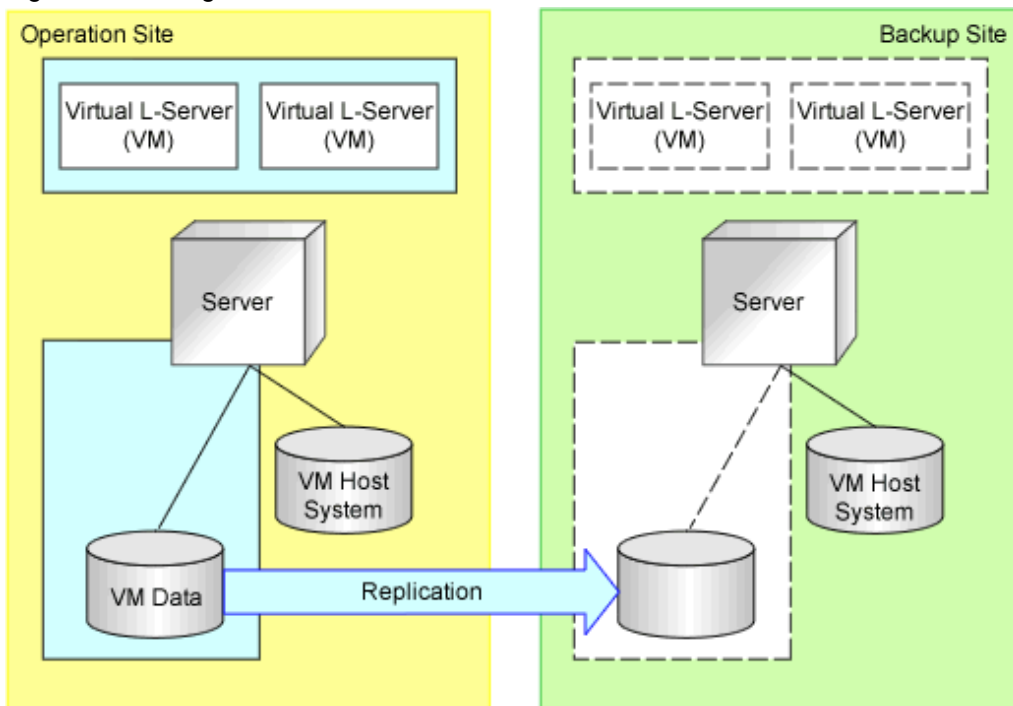 Operation Site
Virtual L-Server
(VM)
Virtual L-Server
(VM)
Server
VM Host
System
VM Data
Replication
Backup Site
Virtual L-Server
(VM)
Virtual L-Server
(VM)
Server
VM Host
System